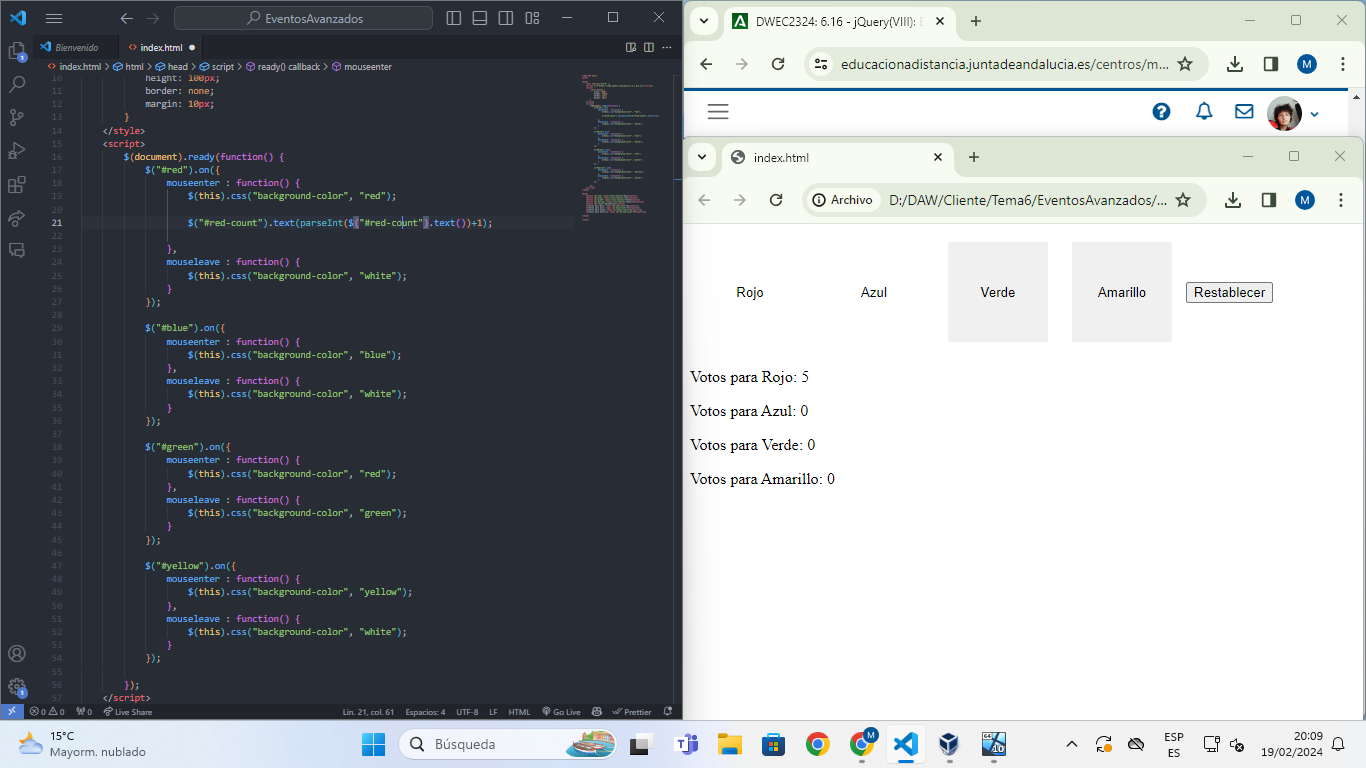 EventosAvanzados
Bienvenido
index.html
index.html > html > head > script > ready() callback > mouseenter
10 height: 100px;
11 border: none;
12 margin: 10px;
13 }
14 </style>
15 <script>
16 $(document).ready(function() {
17 $("#red").on({
18 mouseenter : function() {
19 $(this).css("background-color", "red");
20
21 $("#red-count").text(parseInt($("#red-count").text())+1);
22
23 },
24 mouseleave : function() {
25 $(this).css("background-color", "white");
26 }
27 });
28
29 $("#blue").on({
30 mouseenter : function() {
31 $(this).css("background-color", "blue");
32 },
33 mouseleave : function() {
34 $(this).css("background-color", "white");
35 }
36 });
37
38 $("#green").on({
39 mouseenter : function() {
40 $(this).css("background-color", "red");
41 },
42 mouseleave : function() {
43 $(this).css("background-color", "green");
44 }
45 });
46
47 $("#yellow").on({
48 mouseenter : function() {
49 $(this).css("background-color", "yellow");
50 },
51 mouseleave : function() {
52 $(this).css("background-color", "white");
53 }
54 });
55
56 });
57 </script>
1
1
0 0 0 Live Share Lín. 21, col. 61 Espacios: 4 UTF-8 LF HTML Go Live Prettier
DWEC2324: 6.16 - jQuery(VIII):
educacionadistancia.juntadeandalucia.es/centros/m...
M
index.html
Archivo D:/DAW/Cliente/Tema6/EventosAvanzados/...
M
Rojo Azul Verde Amarillo Restablecer
Votos para Rojo: 5
Votos para Azul: 0
Votos para Verde: 0
Votos para Amarillo: 0
15°C
Mayorm. nublado
Búsqueda
M
ESP
ES
20:09
19/02/2024